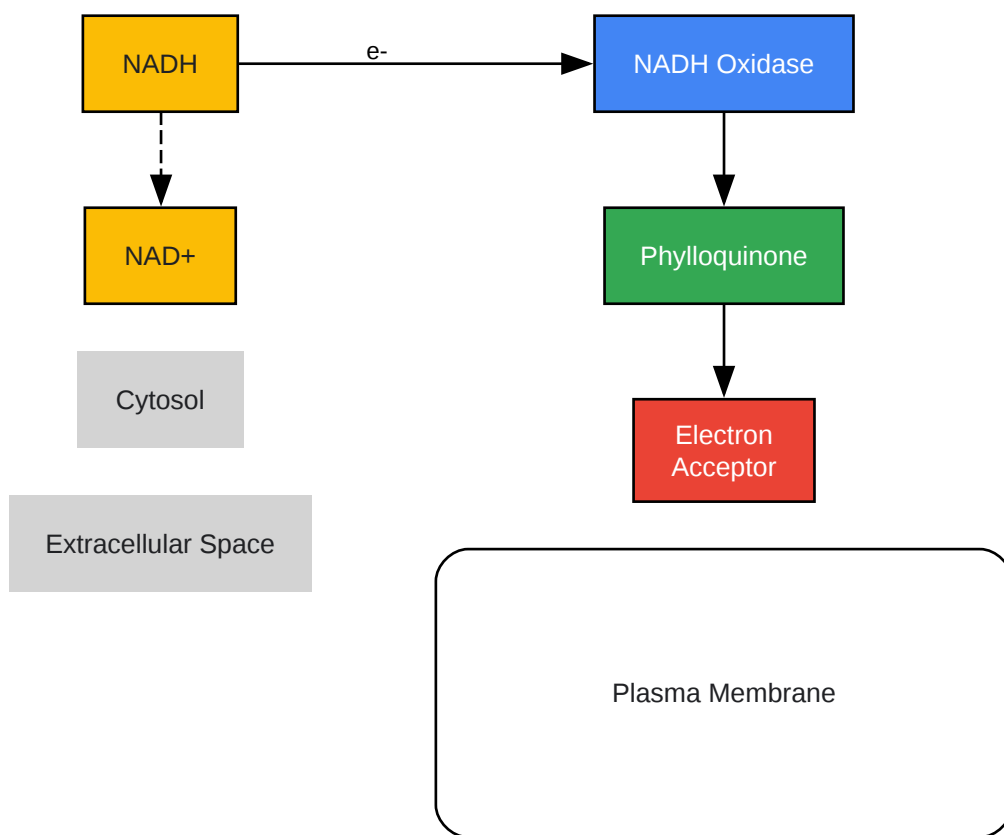 NADH
e-
NADH Oxidase
NAD+
Phylloquinone
Cytosol
Electron
Acceptor
Extracellular Space
Plasma Membrane